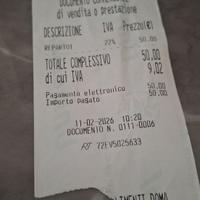 DOCUMENTO COMMERCIALE
di vendita o prestazione
DESCRIZIONE IVA Prezzo(€)
REPARTO1 22% 50,00
TOTALE COMPLESSIVO 50,00
di cui IVA 9,02
Pagamento elettronico 50,00
Importo pagato 50,00
11-02-2026 10:20
DOCUMENTO N. 0111-0006
RT 72EV5025633